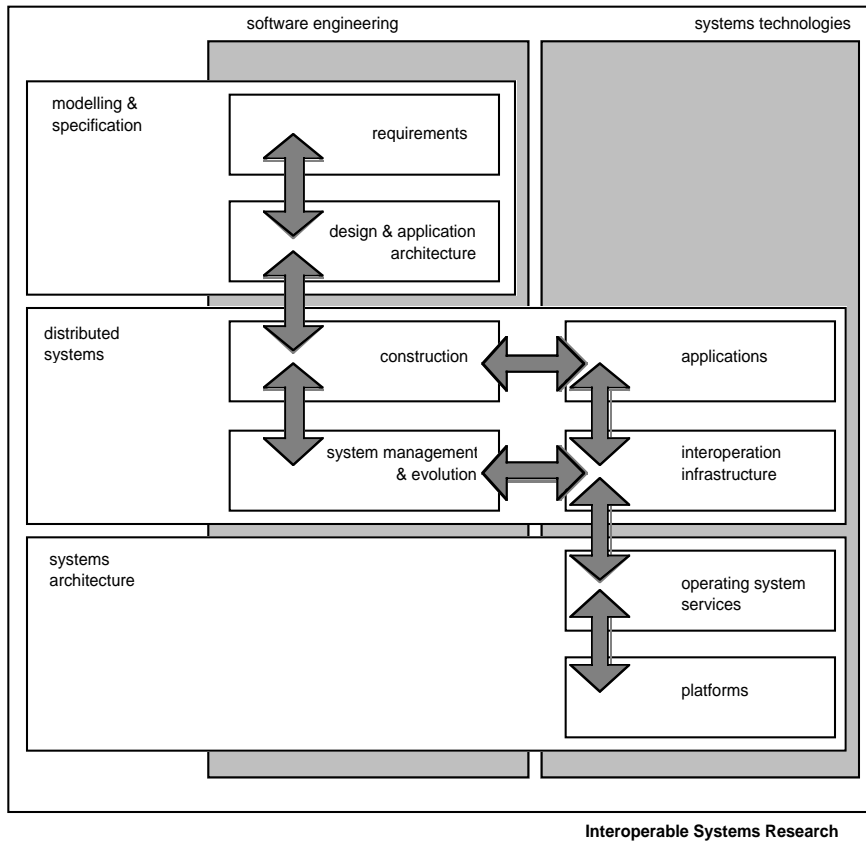 software engineering
systems technologies
modelling &
specification
requirements
design & application
architecture
distributed
systems
construction
applications
system management
& evolution
interoperation
infrastructure
systems
architecture
operating system
services
platforms
Interoperable Systems Research